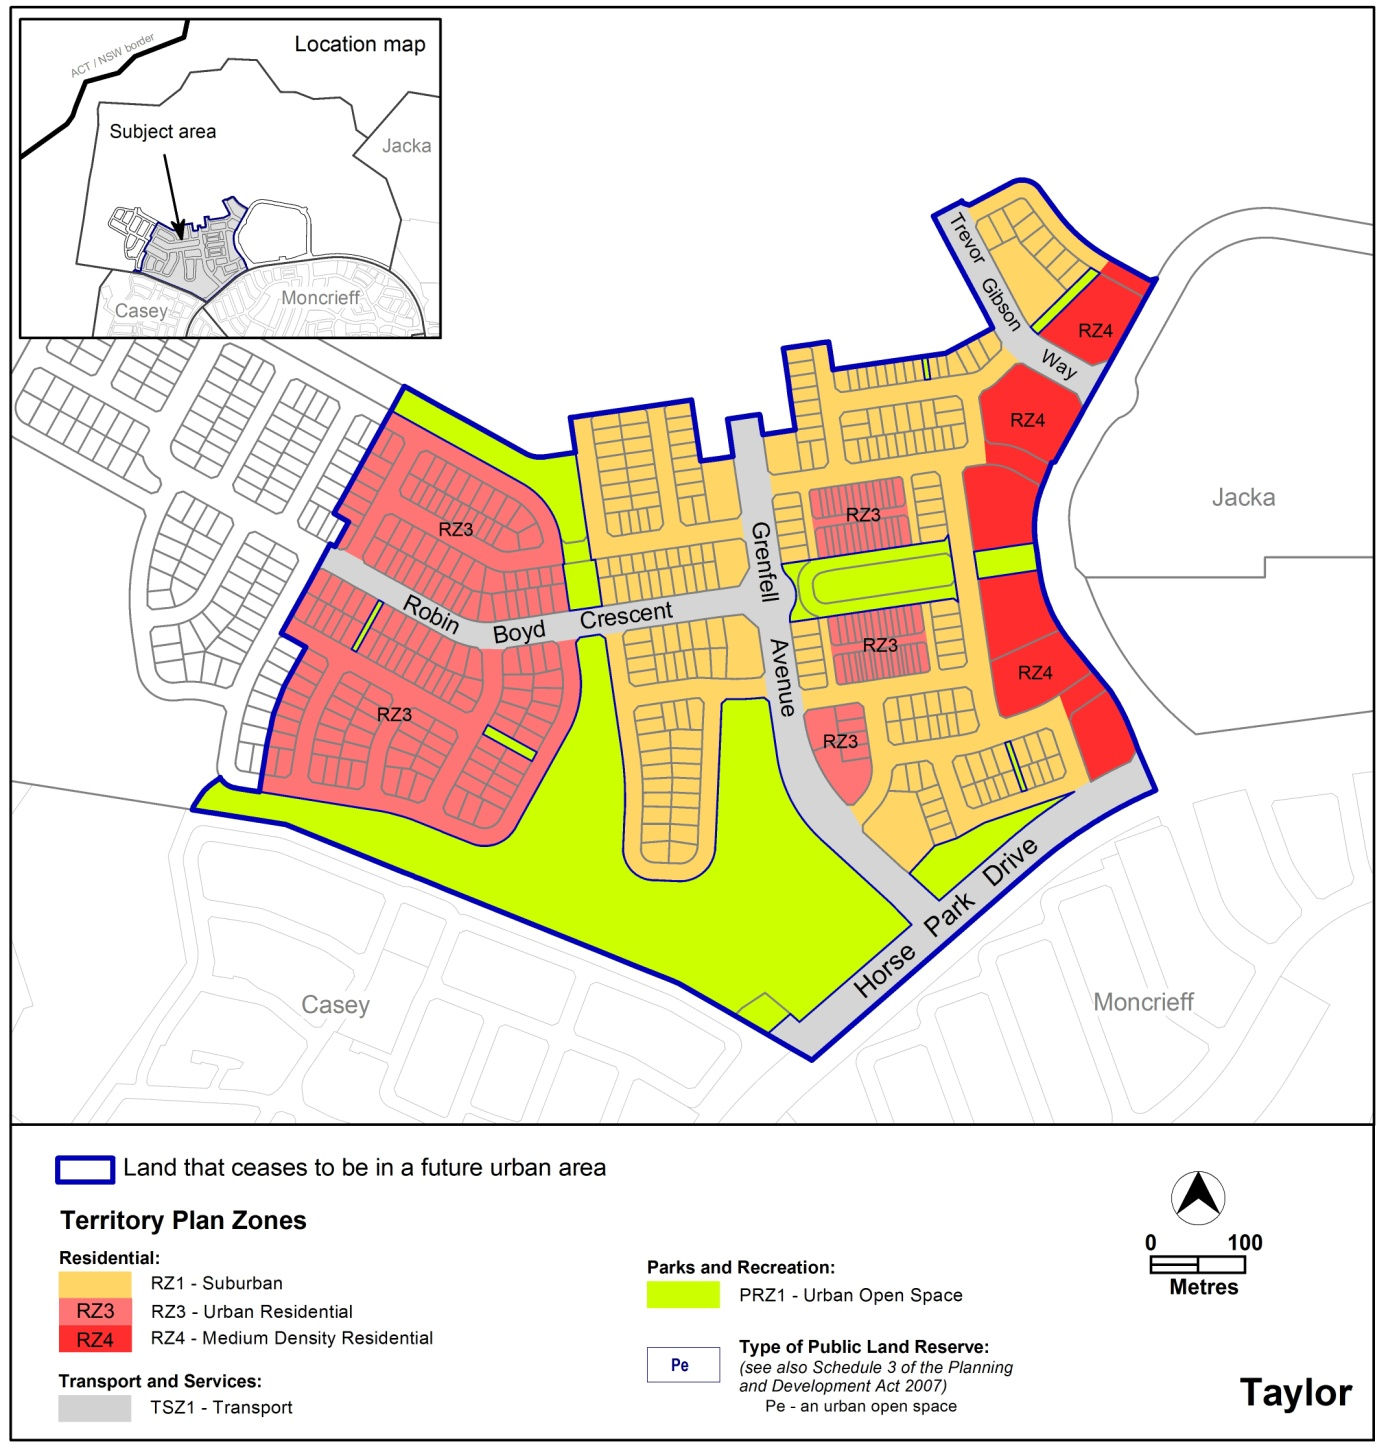 Location map
ACT / NSW border
Subject area
Jacka
Casey
Moncrieff
Trevor Gibson Way
RZ4
RZ4
Jacka
RZ3
RZ3
Grenfell Avenue
Robin Boyd Crescent
RZ3
RZ4
RZ3
RZ3
Horse Park Drive
Casey
Moncrieff
Land that ceases to be in a future urban area
Territory Plan Zones
Residential:
RZ1 - Suburban
RZ3 RZ3 - Urban Residential
RZ4 RZ4 - Medium Density Residential
Transport and Services:
TSZ1 - Transport
Parks and Recreation:
PRZ1 - Urban Open Space
Pe
Type of Public Land Reserve:
(see also Schedule 3 of the Planning
and Development Act 2007)
Pe - an urban open space
0 100
Metres
Taylor